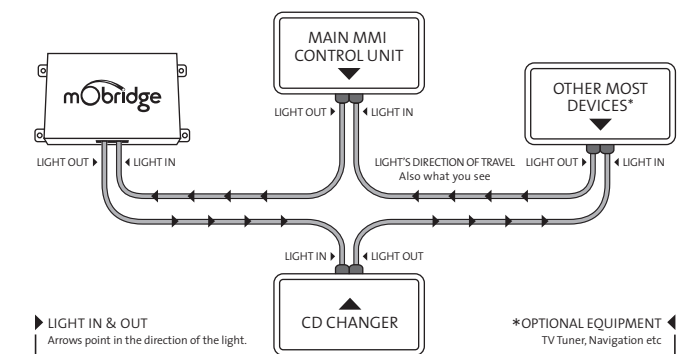 MAIN MMI
CONTROL UNIT
mObridge
OTHER MOST
DEVICES*
LIGHT OUT
LIGHT IN
LIGHT OUT
LIGHT IN
LIGHT'S DIRECTION OF TRAVEL
Also what you see
LIGHT OUT
LIGHT IN
LIGHT IN
LIGHT OUT
CD CHANGER
LIGHT IN & OUT
Arrows point in the direction of the light.
*OPTIONAL EQUIPMENT
TV Tuner, Navigation etc